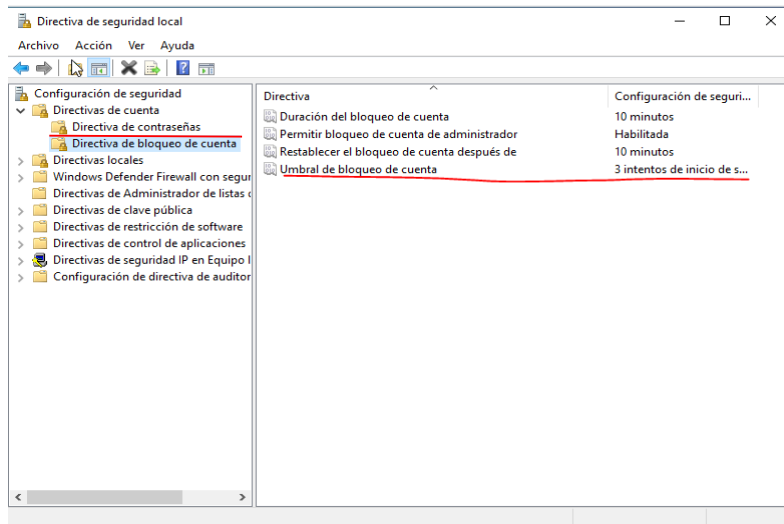 Directiva de seguridad local
Archivo Acción Ver Ayuda
Configuración de seguridad
Directivas de cuenta
Directiva de contraseñas
Directiva de bloqueo de cuenta
Directivas locales
Windows Defender Firewall con segur
Directivas de Administrador de listas
Directivas de clave pública
Directivas de restricción de software
Directivas de control de aplicaciones
Directivas de seguridad IP en Equipo l
Configuración de directiva de auditor
Directiva Configuración de seguri...
Duración del bloqueo de cuenta 10 minutos
Permitir bloqueo de cuenta de administrador Habilitada
Restablecer el bloqueo de cuenta después de 10 minutos
Umbral de bloqueo de cuenta 3 intentos de inicio de s...